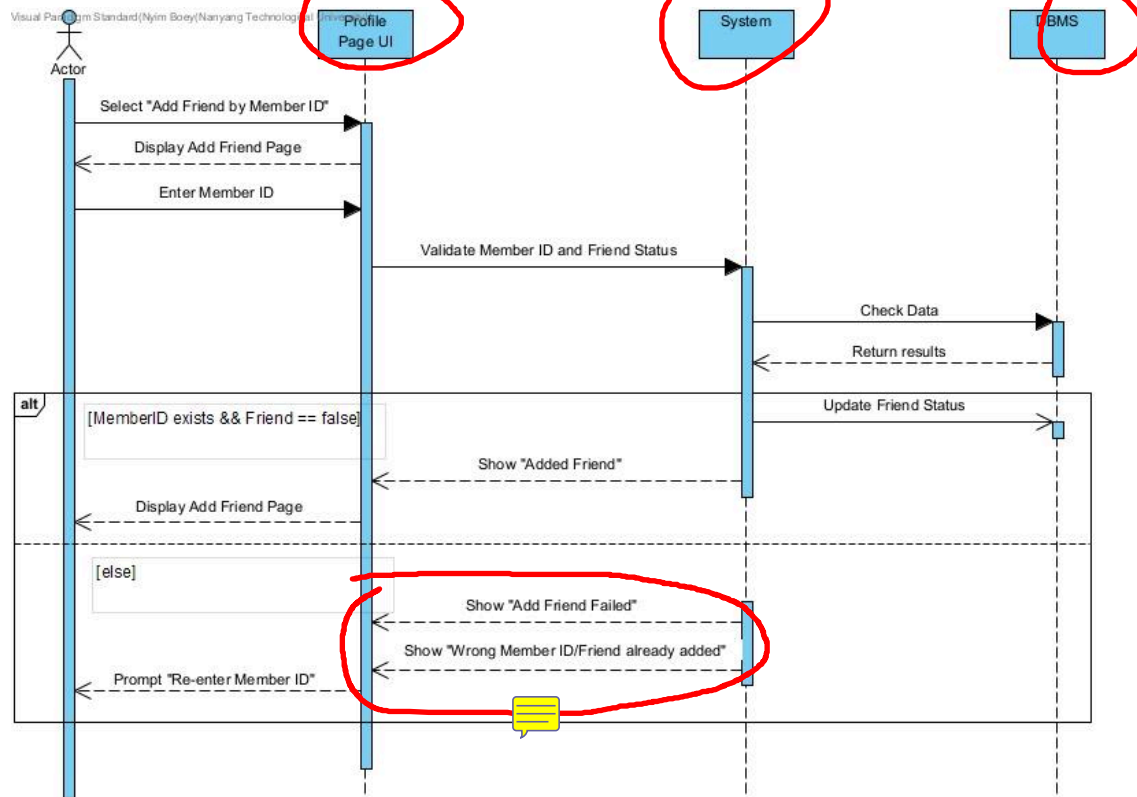 Visual Paradigm Standard(Nyim Boey(Nanyang Technological
Profile
Page UI
System
DBMS
Actor
Select "Add Friend by Member ID"
Display Add Friend Page
Enter Member ID
Validate Member ID and Friend Status
Check Data
Return results
alt
[MemberID exists && Friend == false]
Update Friend Status
Show "Added Friend"
Display Add Friend Page
[else]
Show "Add Friend Failed"
Show "Wrong Member ID/Friend already added"
Prompt "Re-enter Member ID"